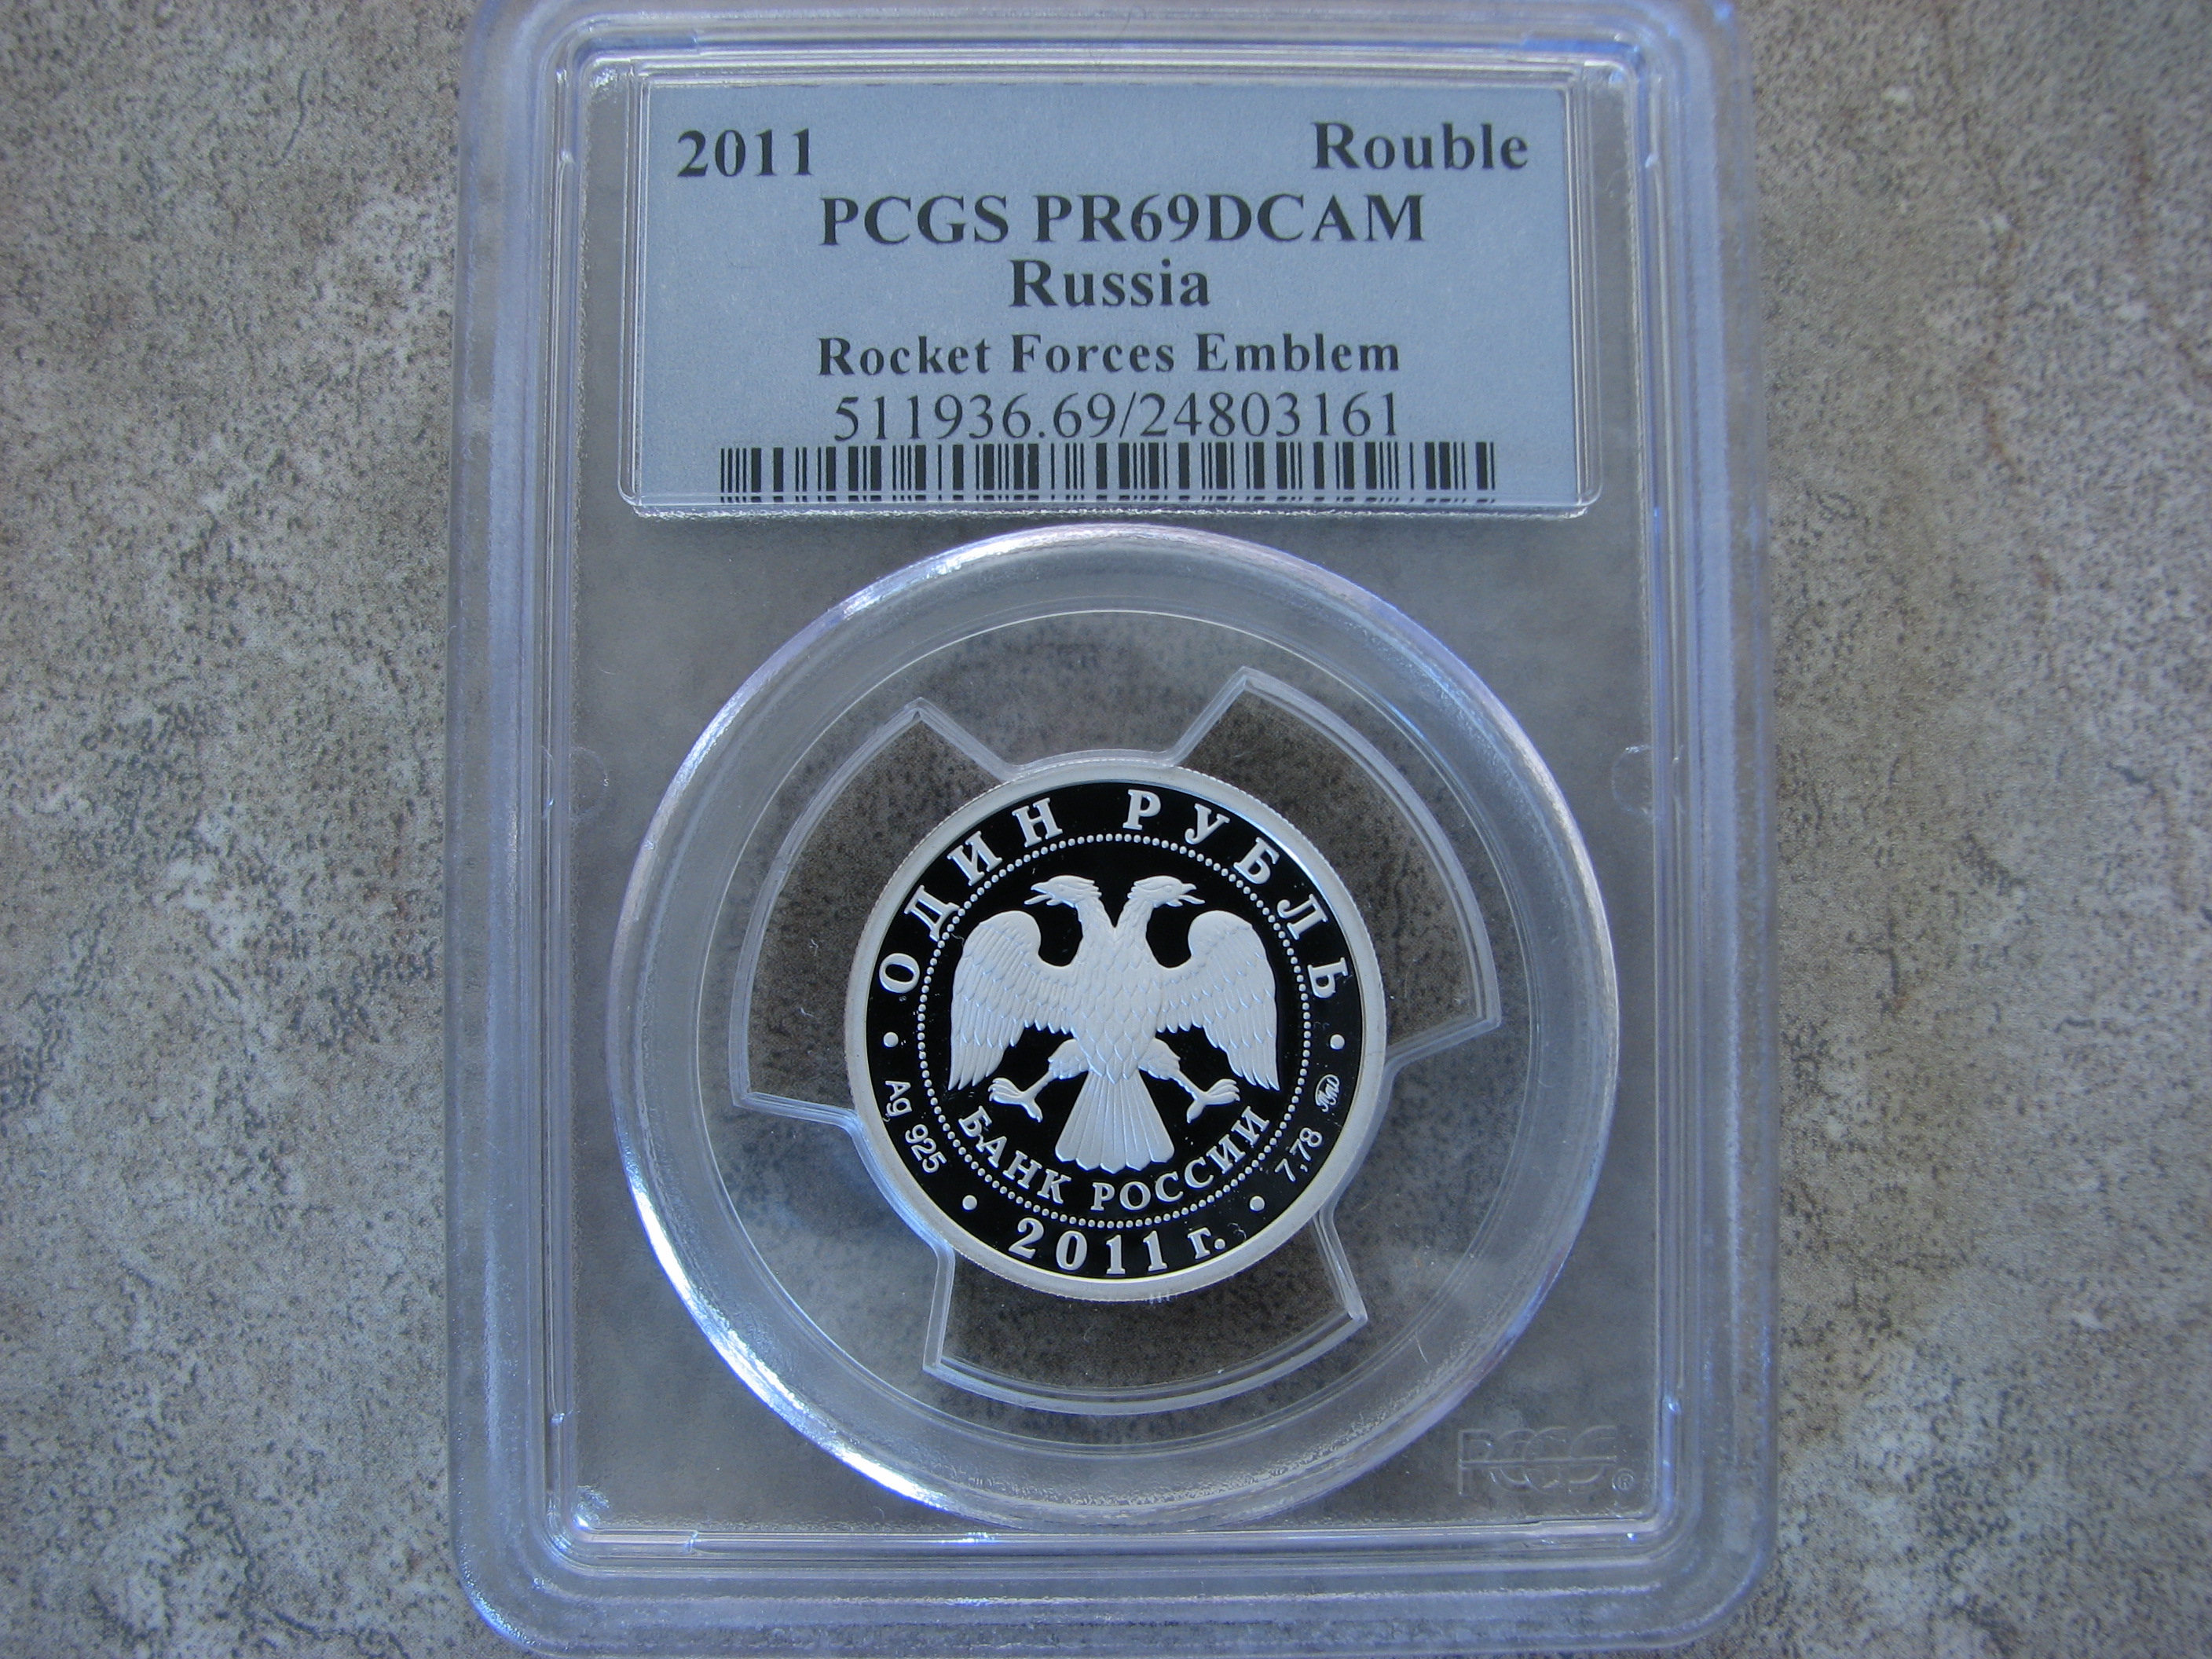 2011 Rouble
PCGS PR69DCAM
Russia
Rocket Forces Emblem
511936.69/24803161
ОДИН РУБЛЬ
БАНК РОССИИ
Ag 925
2011 г.
7,78
PCGS®